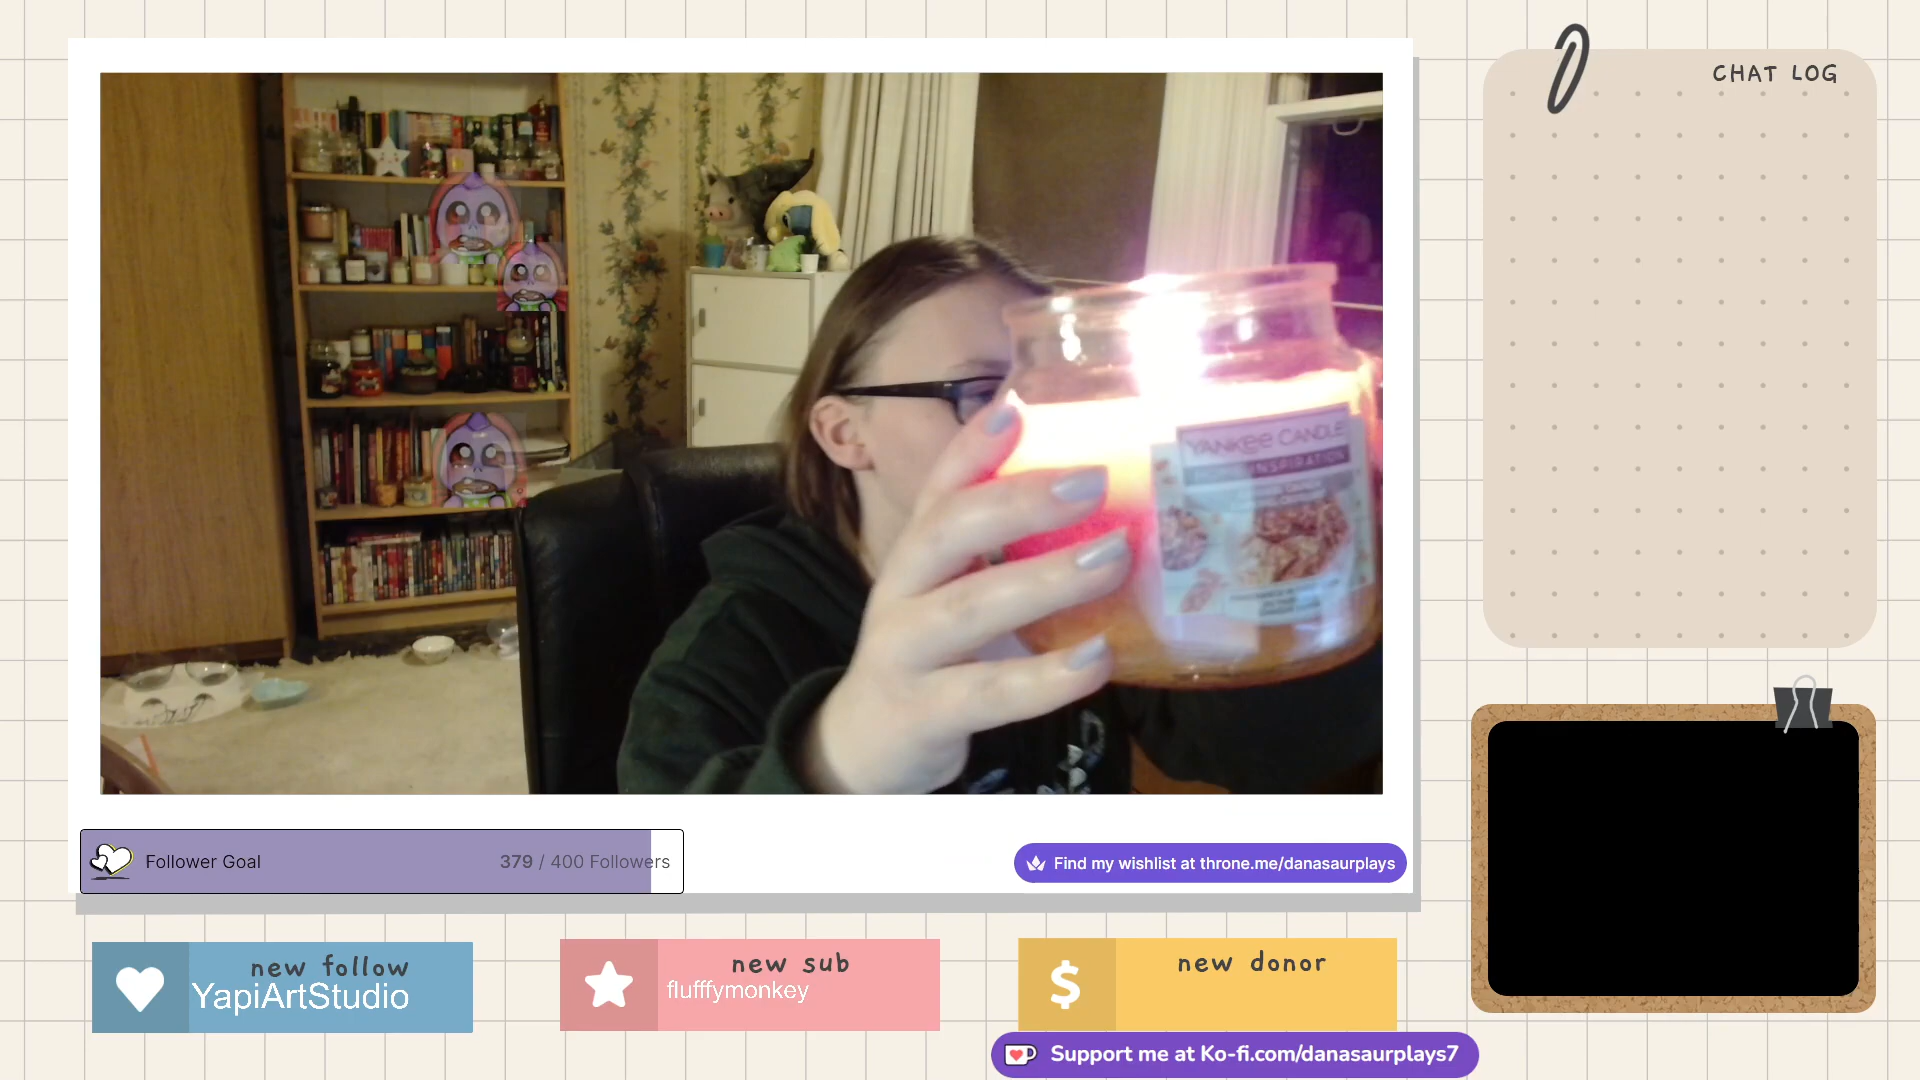 CHAT LOG
YANKEE CANDLE
INSPIRATION
Follower Goal
379 / 400 Followers
Find my wishlist at throne.me/danasaurplays
new follow
YapiArtStudio
new sub
flufffymonkey
$
new donor
Support me at Ko-fi.com/danasaurplays7